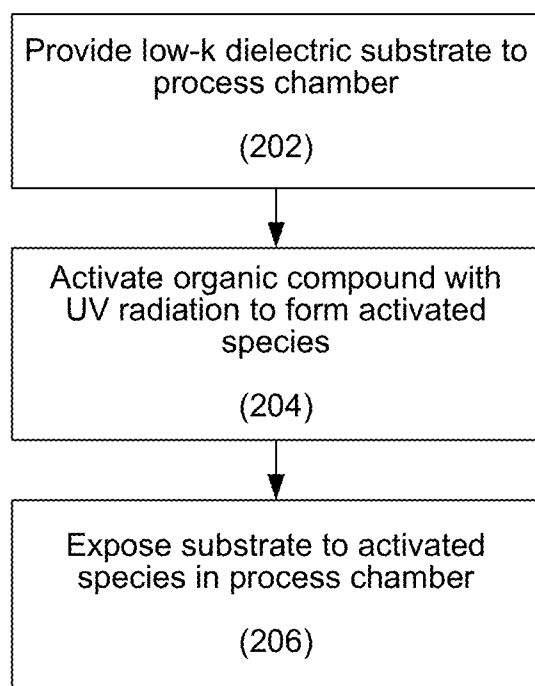 Provide low-k dielectric substrate to
process chamber
(202)
Activate organic compound with
UV radiation to form activated
species
(204)
Expose substrate to activated
species in process chamber
(206)